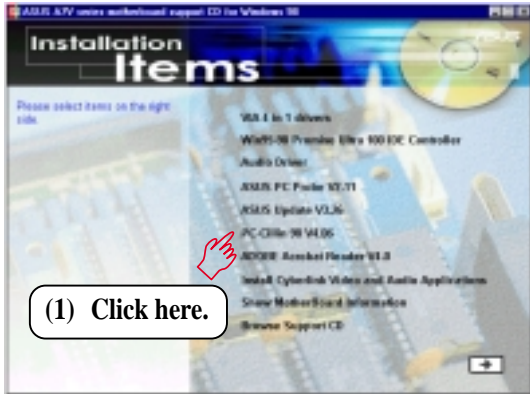 ASUS A7V series motherboard support CD for Windows 98
Installation
Items
ASUS
Please select items on the right
side.
VIA 4 in 1 drivers
Win95-98 Promise Ultra 100 IDE Controller
Audio Driver
ASUS PC Probe V2.11
ASUS Update V3.26
PC-Cillin 98 V4.06
ADOBE Acrobat Reader V4.0
Install Cyberlink Video and Audio Applications
Show Motherboard Information
Browse Support CD
(1) Click here.